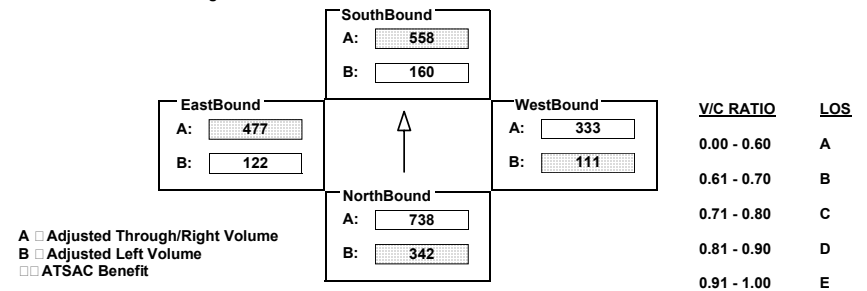 SouthBound
A: 558
B: 160
EastBound
A: 477
B: 122
WestBound
A: 333
B: 111
NorthBound
A: 738
B: 342
A □ Adjusted Through/Right Volume
B □ Adjusted Left Volume
□□ ATSAC Benefit
V/C RATIO LOS
0.00 - 0.60 A
0.61 - 0.70 B
0.71 - 0.80 C
0.81 - 0.90 D
0.91 - 1.00 E